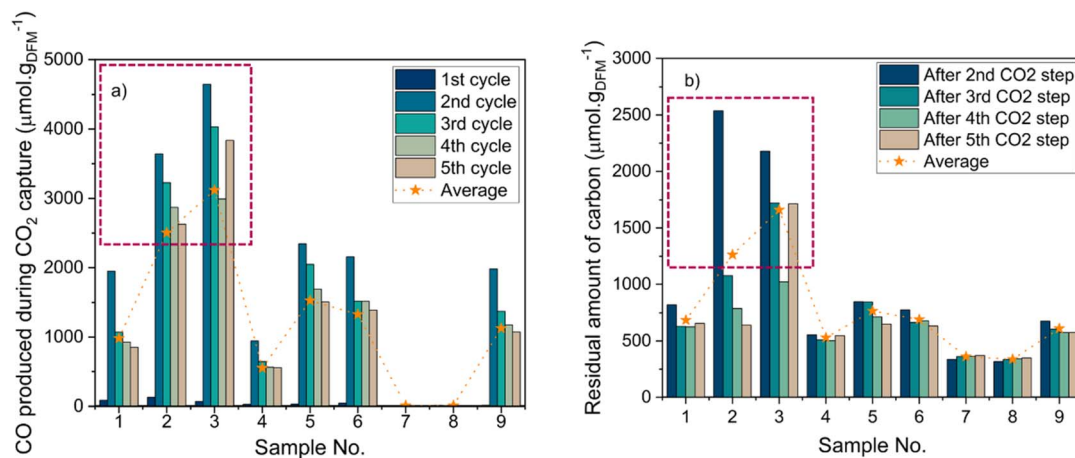 CO produced during CO2 capture (μmol.gDFM-1)
5000
4000
3000
2000
1000
0
a)
1st cycle
2nd cycle
3rd cycle
4th cycle
5th cycle
Average
1 2 3 4 5 6 7 8 9
Sample No.
Residual amount of carbon (μmol.gDFM-1)
3000
2500
2000
1500
1000
500
0
b)
After 2nd CO2 step
After 3rd CO2 step
After 4th CO2 step
After 5th CO2 step
Average
1 2 3 4 5 6 7 8 9
Sample No.